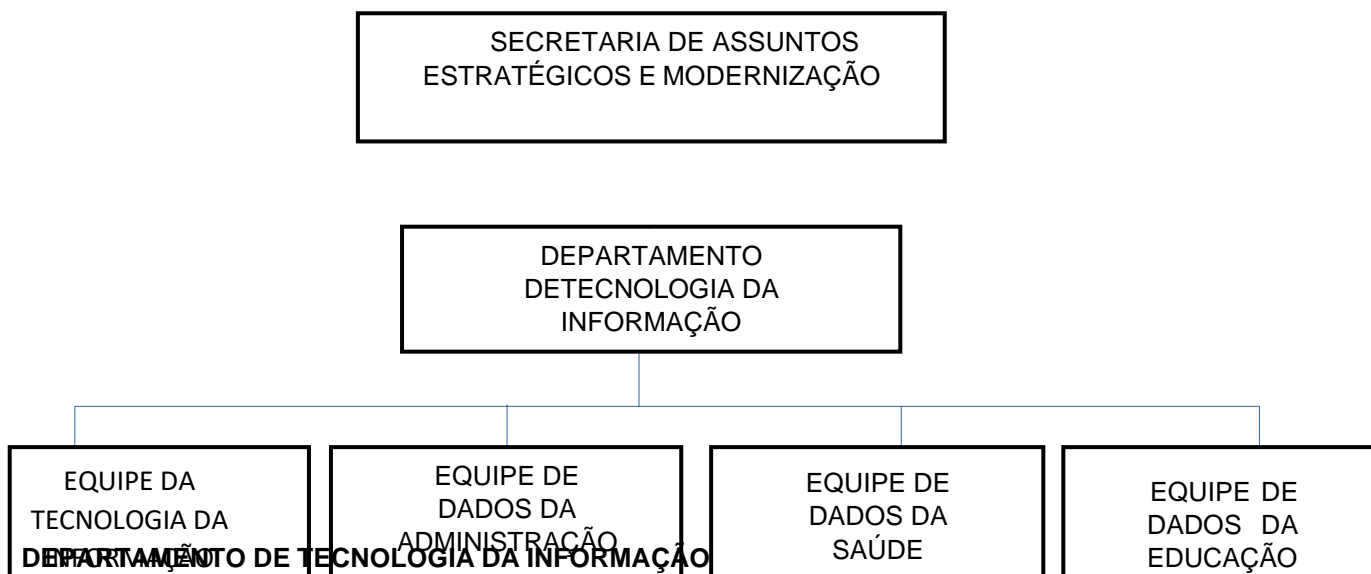 SECRETARIA DE ASSUNTOS
ESTRATÉGICOS E MODERNIZAÇÃO
DEPARTAMENTO
DETECNOLOGIA DA
INFORMAÇÃO
EQUIPE DA
TECNOLOGIA DA
INFORMAÇÃO
EQUIPE DE
DADOS DA
ADMINISTRAÇÃO
EQUIPE DE
DADOS DA
SAÚDE
EQUIPE DE
DADOS DA
EDUCAÇÃO
DEPARTAMENTO DE TECNOLOGIA DA INFORMAÇÃO